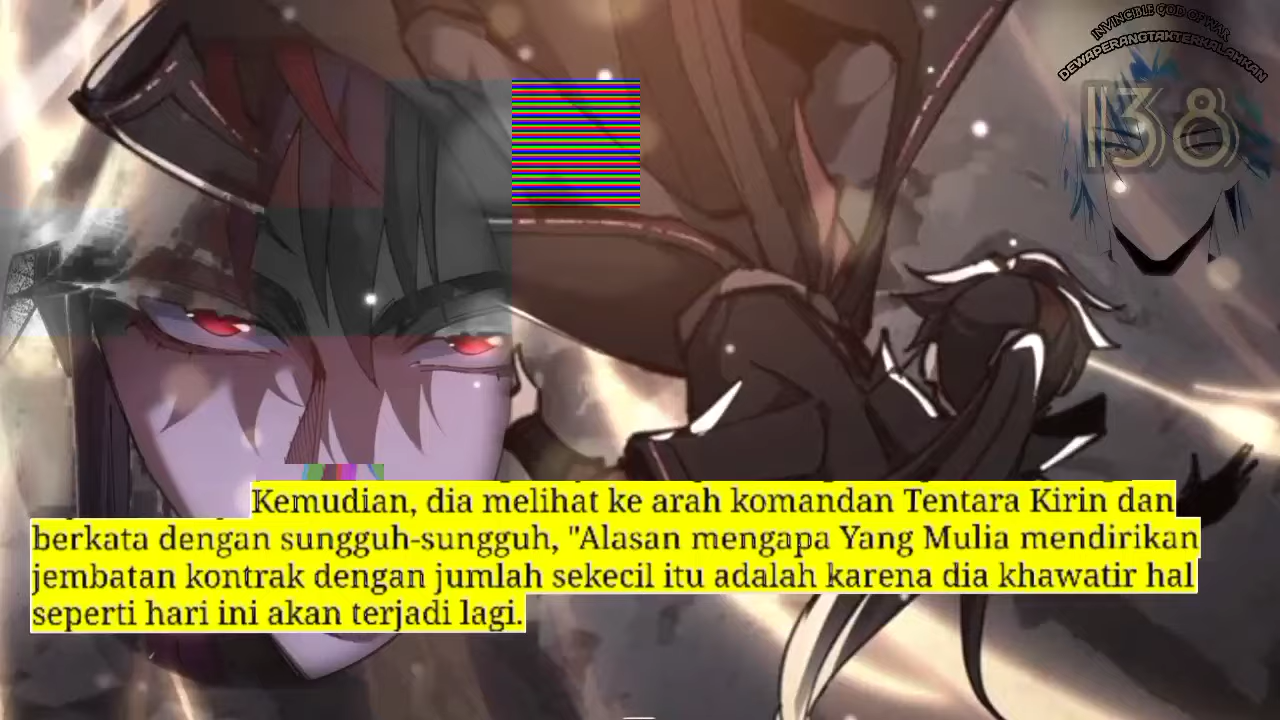 INVINCIBLE GOD OF WAR
DEWAPERANGTAKTERKALAHKAN
138
Kemudian, dia melihat ke arah komandan Tentara Kirin dan
berkata dengan sungguh-sungguh, "Alasan mengapa Yang Mulia mendirikan
jembatan kontrak dengan jumlah sekecil itu adalah karena dia khawatir hal
seperti hari ini akan terjadi lagi.